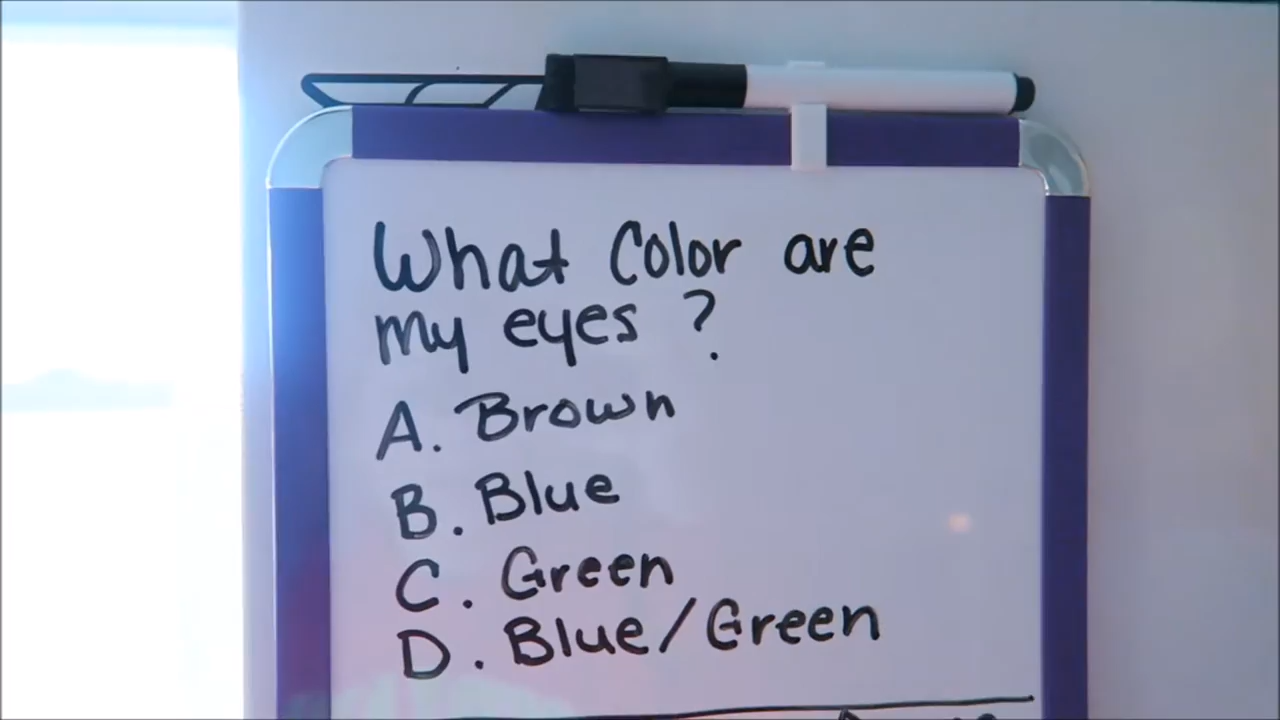 What Color are
my eyes ?
A. Brown
B. Blue
C. Green
D. Blue/Green